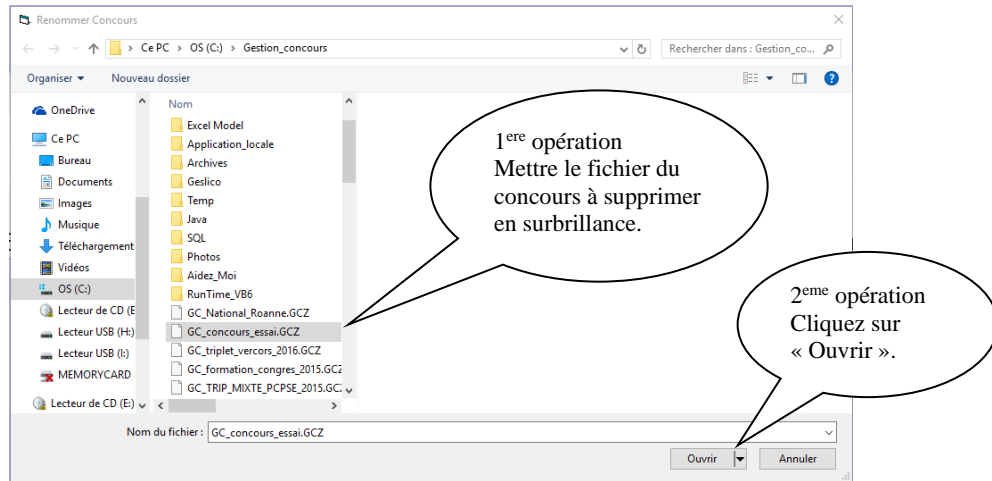 Renommer Concours
Ce PC > OS (C:) > Gestion_concours
Rechercher dans : Gestion_co...
Organiser
Nouveau dossier
OneDrive
Ce PC
Bureau
Documents
Images
Musique
Téléchargement
Vidéos
OS (C:)
Lecteur de CD (E
Lecteur USB (H:)
Lecteur USB (I:)
MEMORYCARD
Lecteur de CD (E:)
Nom
Excel Model
Application_locale
Archives
Geslico
Temp
Java
SQL
Photos
Aidez_Moi
RunTime_VB6
GC_National_Roanne.GCZ
GC_concours_essai.GCZ
GC_triplet_vercors_2016.GCZ
GC_formation_congres_2015.GCZ
GC_TRIP_MIXTE_PCPSE_2015.GCZ
1ere opération
Mettre le fichier du
concours à supprimer
en surbrillance.
2eme opération
Cliquez sur
« Ouvrir ».
Nom du fichier : GC_concours_essai.GCZ
Ouvrir
Annuler